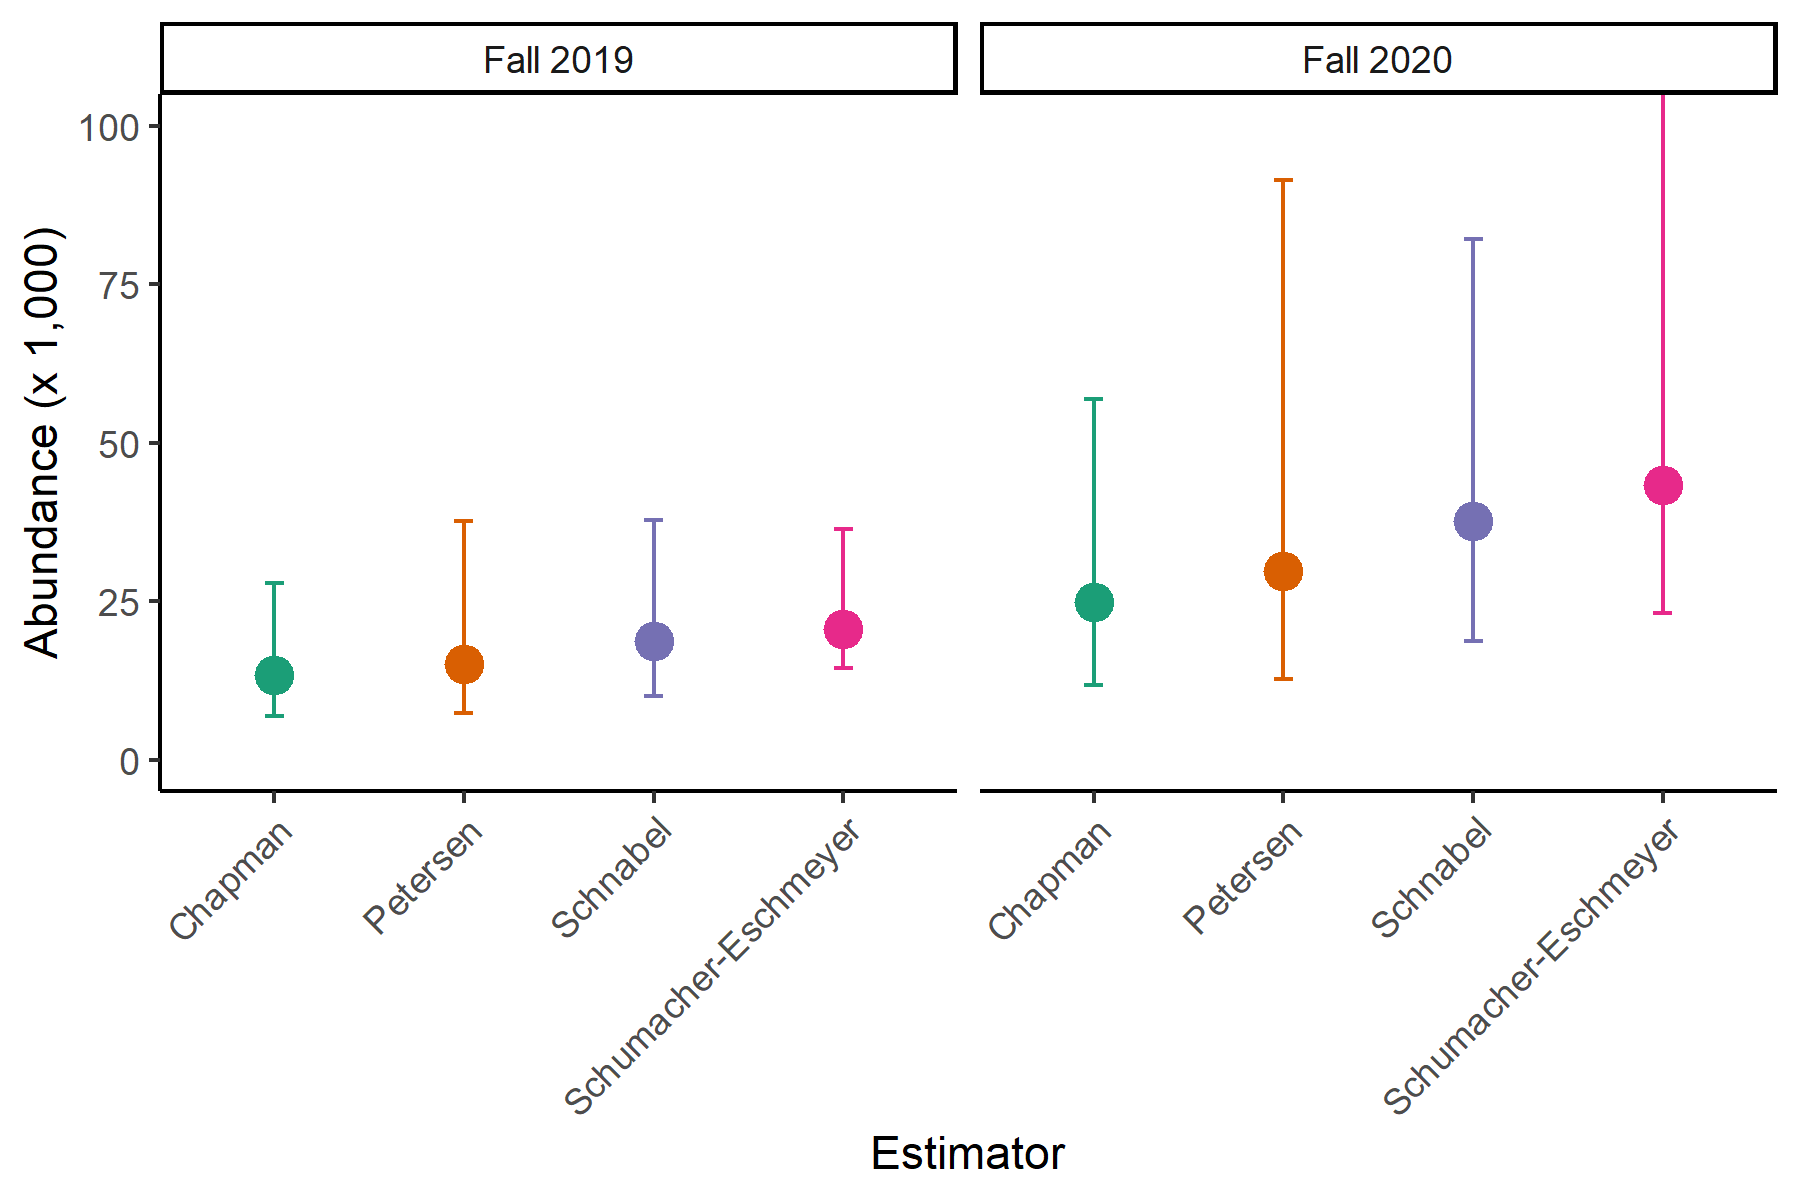 Fall 2019
Fall 2020
Abundance (x 1,000)
100
75
50
25
0
Chapman
Petersen
Schnabel
Schumacher-Eschmeyer
Chapman
Petersen
Schnabel
Schumacher-Eschmeyer
Estimator